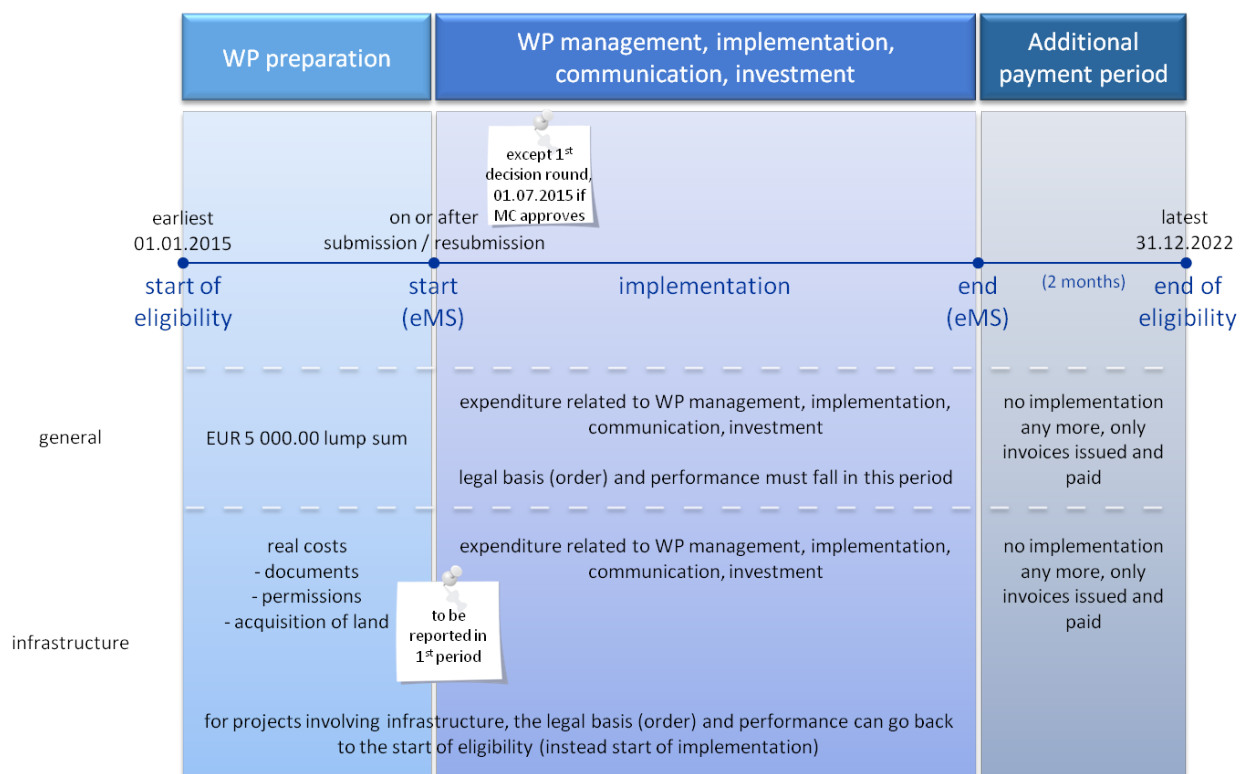 WP preparation
WP management, implementation,
communication, investment
Additional
payment period
except 1st
decision round,
01.07.2015 if
MC approves
earliest
01.01.2015
on or after
submission / resubmission
latest
31.12.2022
start of
eligibility
start
(eMS)
implementation
end
(eMS)
(2 months)
end of
eligibility
general
EUR 5 000.00 lump sum
expenditure related to WP management, implementation,
communication, investment
legal basis (order) and performance must fall in this period
no implementation
any more, only
invoices issued and
paid
infrastructure
real costs
- documents
- permissions
- acquisition of land
to be
reported in
1st period
expenditure related to WP management, implementation,
communication, investment
no implementation
any more, only
invoices issued and
paid
for projects involving infrastructure, the legal basis (order) and performance can go back
to the start of eligibility (instead start of implementation)